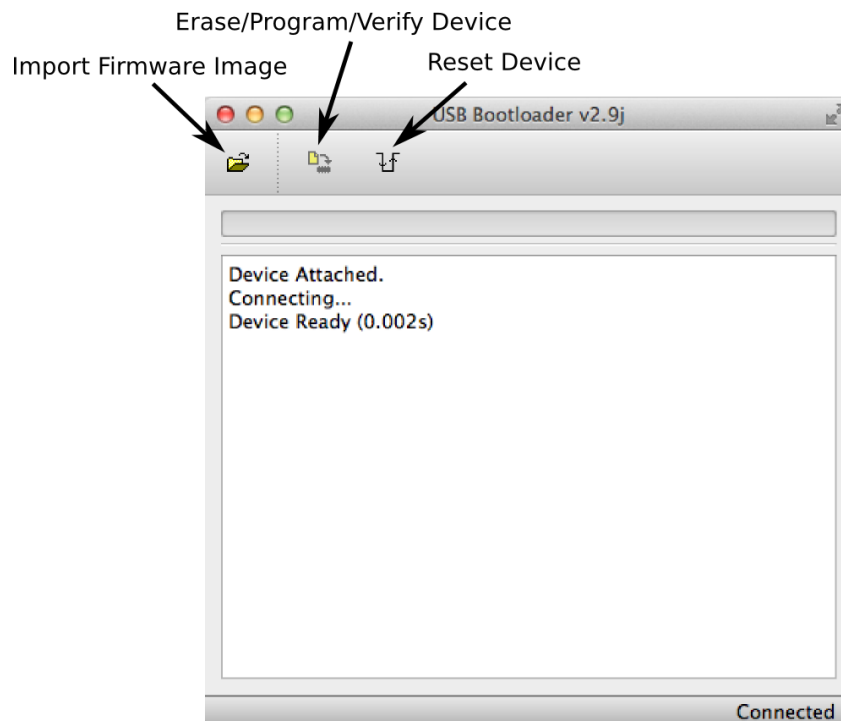 Erase/Program/Verify Device
Import Firmware Image
Reset Device
USB Bootloader v2.9j
Device Attached.
Connecting...
Device Ready (0.002s)
Connected